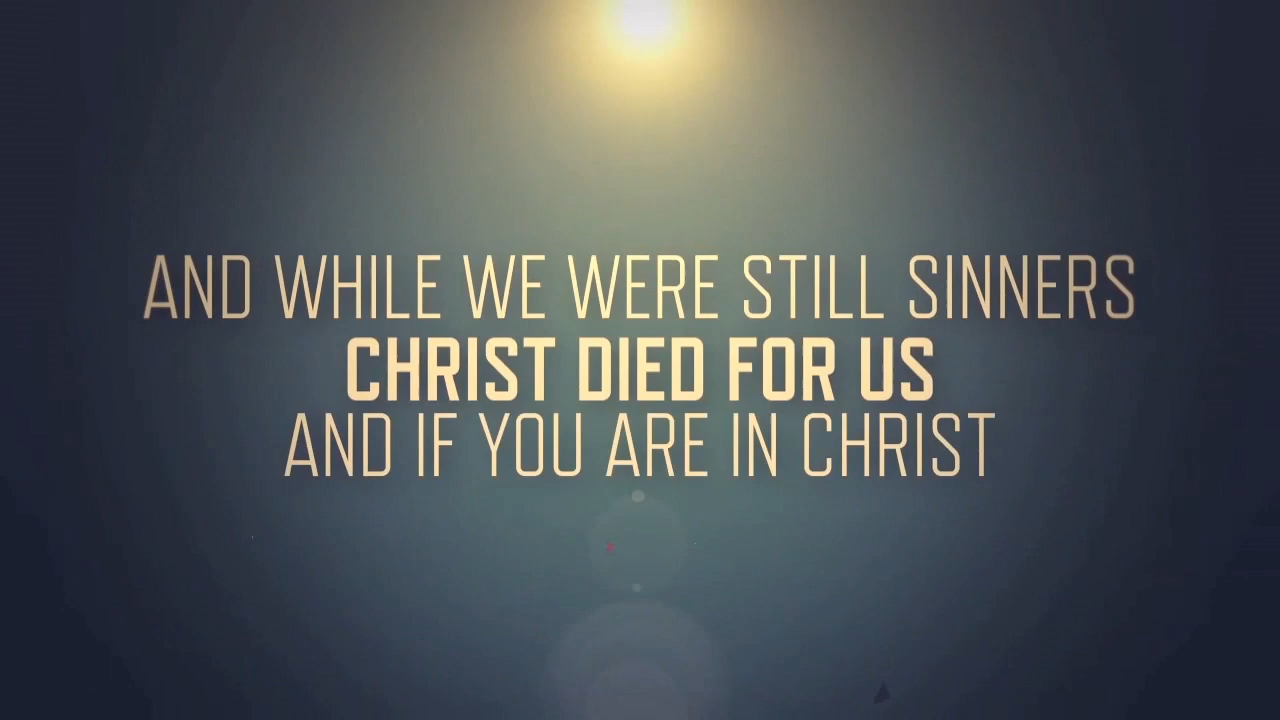 AND WHILE WE WERE STILL SINNERS
CHRIST DIED FOR US
AND IF YOU ARE IN CHRIST